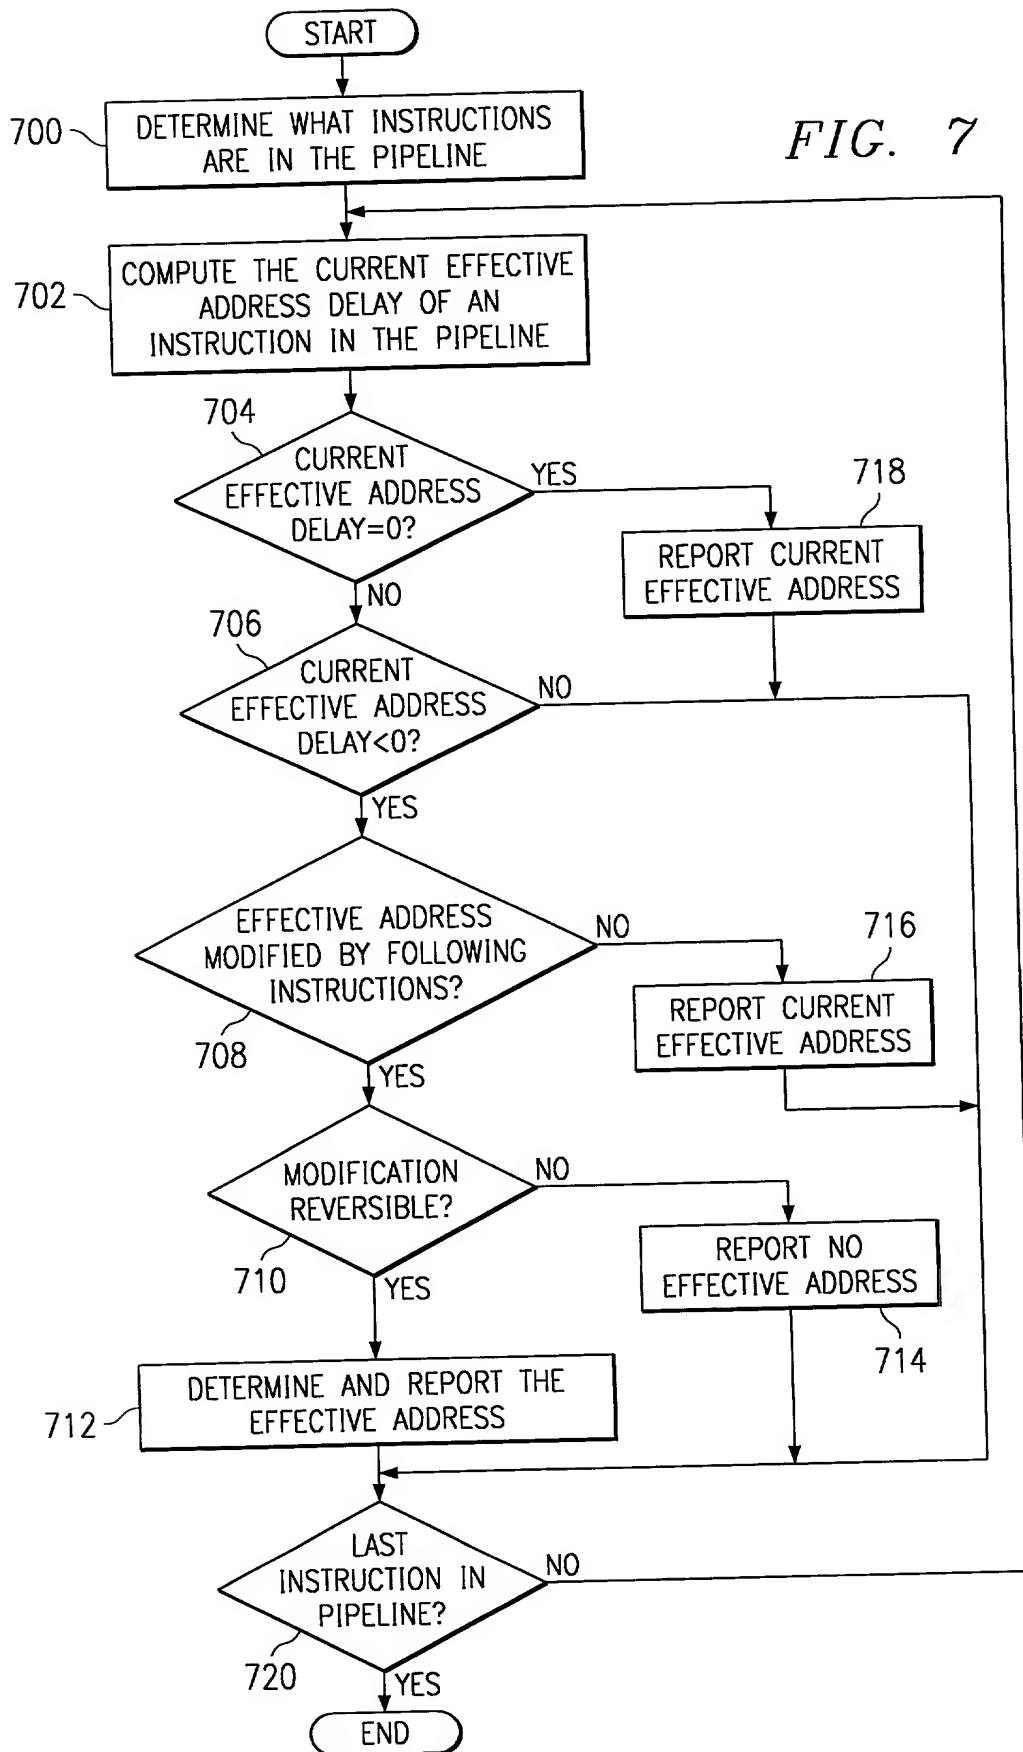 START
FIG. 7
700
DETERMINE WHAT INSTRUCTIONS
ARE IN THE PIPELINE
702
COMPUTE THE CURRENT EFFECTIVE
ADDRESS DELAY OF AN
INSTRUCTION IN THE PIPELINE
704
CURRENT
EFFECTIVE ADDRESS
DELAY=0?
YES
NO
718
REPORT CURRENT
EFFECTIVE ADDRESS
706
CURRENT
EFFECTIVE ADDRESS
DELAY<0?
NO
YES
EFFECTIVE ADDRESS
MODIFIED BY FOLLOWING
INSTRUCTIONS?
708
NO
YES
716
REPORT CURRENT
EFFECTIVE ADDRESS
MODIFICATION
REVERSIBLE?
710
NO
YES
REPORT NO
EFFECTIVE ADDRESS
714
712
DETERMINE AND REPORT THE
EFFECTIVE ADDRESS
LAST
INSTRUCTION IN
PIPELINE?
720
NO
YES
END